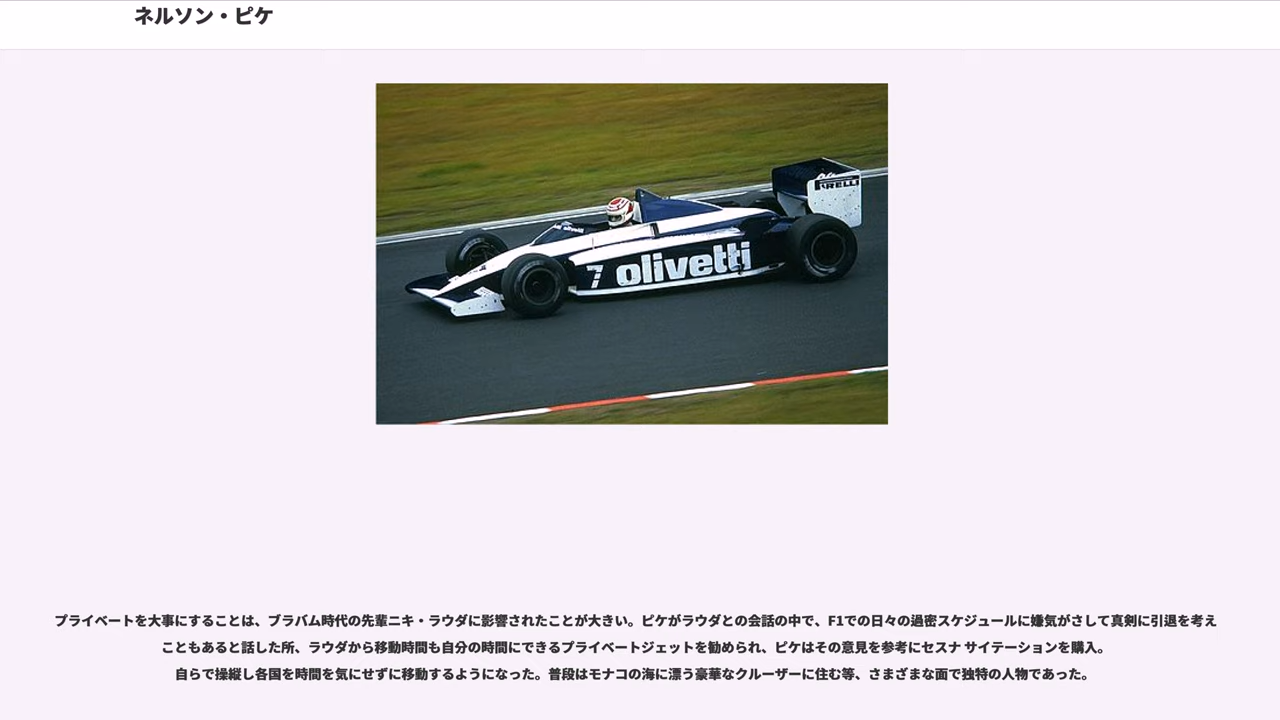 ネルソン・ピケ
PIRELLI
7 olivetti
プライベートを大事にすることは、ブラバム時代の先輩ニキ・ラウダに影響されたことが大きい。ピケがラウダとの会話の中で、F1での日々の過密スケジュールに嫌気がさして真剣に引退を考え
こともあると話した所、ラウダから移動時間も自分の時間にできるプライベートジェットを勧められ、ピケはその意見を参考にセスナ サイテーションを購入。
自らで操縦し各国を時間を気にせずに移動するようになった。普段はモナコの海に漂う豪華なクルーザーに住む等、さまざまな面で独特の人物であった。